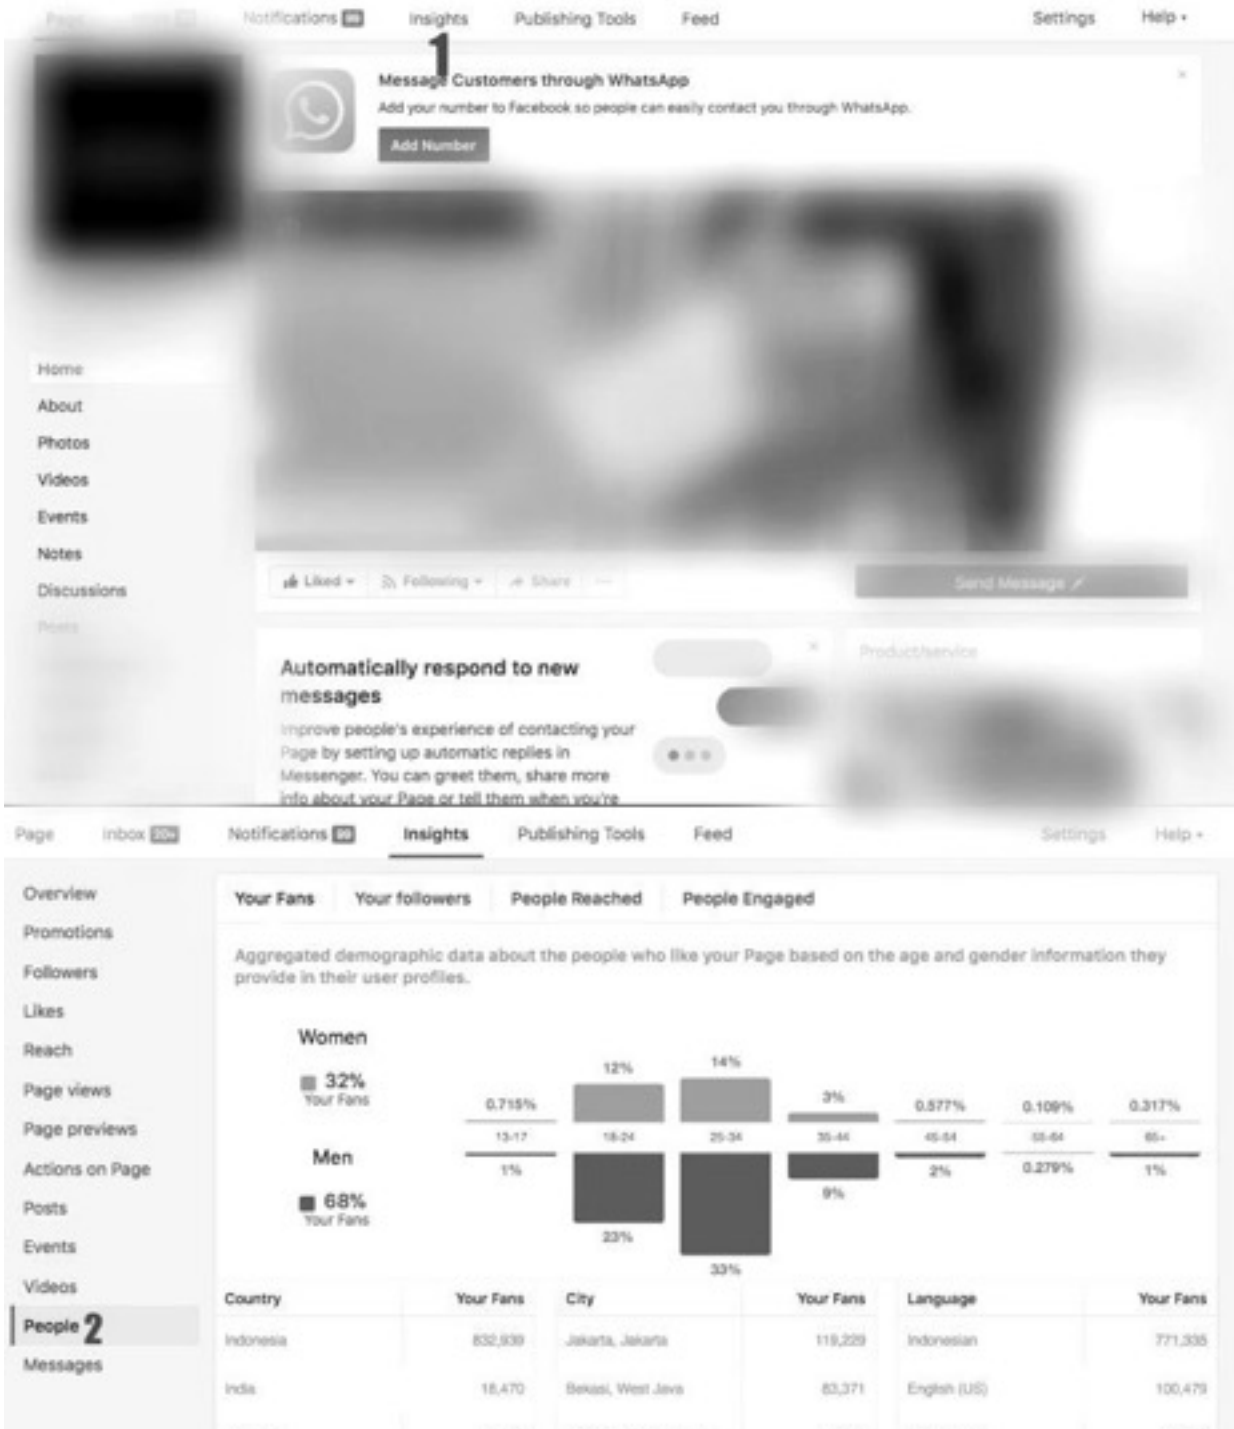 Page
Notifications 99 Insights Publishing Tools Feed Settings Help
1
Message Customers through WhatsApp
Add your number to Facebook so people can easily contact you through WhatsApp.
Add Number
Home
About
Photos
Videos
Events
Notes
Discussions
Posts
Liked Following Share
Send Message
Automatically respond to new
messages
Improve people's experience of contacting your
Page by setting up automatic replies in
Messenger. You can greet them, share more
info about your Page or tell them when you're
Product/service
Page Inbox 20+ Notifications 99 Insights Publishing Tools Feed Settings Help
Overview
Promotions
Followers
Likes
Reach
Page views
Page previews
Actions on Page
Posts
Events
Videos
People 2
Messages
Your Fans Your followers People Reached People Engaged
Aggregated demographic data about the people who like your Page based on the age and gender information they
provide in their user profiles.
Women
32%
Your Fans
0.715% 12% 14% 3% 0.577% 0.109% 0.317%
13-17 18-24 25-34 35-44 45-54 55-64 65+
Men
68%
Your Fans
1% 23% 33% 9% 2% 0.279% 1%
Country Your Fans City Your Fans Language Your Fans
Indonesia 832,939 Jakarta, Jakarta 119,229 Indonesian 771,335
India 18,470 Bekasi, West Java 83,371 English (US) 100,479